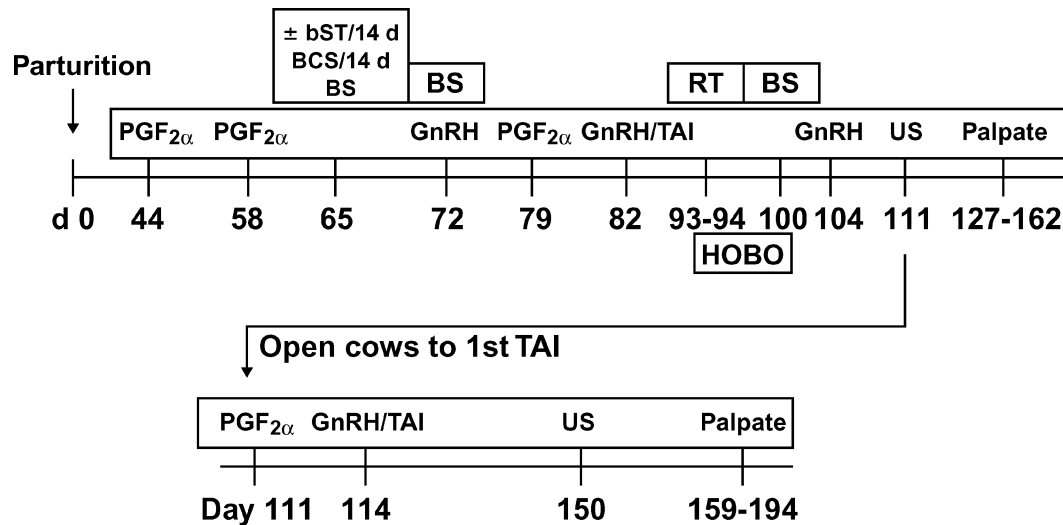 ± bST/14 d
BCS/14 d
BS
Parturition
BS
RT
BS
PGF2α PGF2α GnRH PGF2α GnRH/TAI GnRH US Palpate
d 0 44 58 65 72 79 82 93-94 100 104 111 127-162
HOBO
Open cows to 1st TAI
PGF2α GnRH/TAI US Palpate
Day 111 114 150 159-194